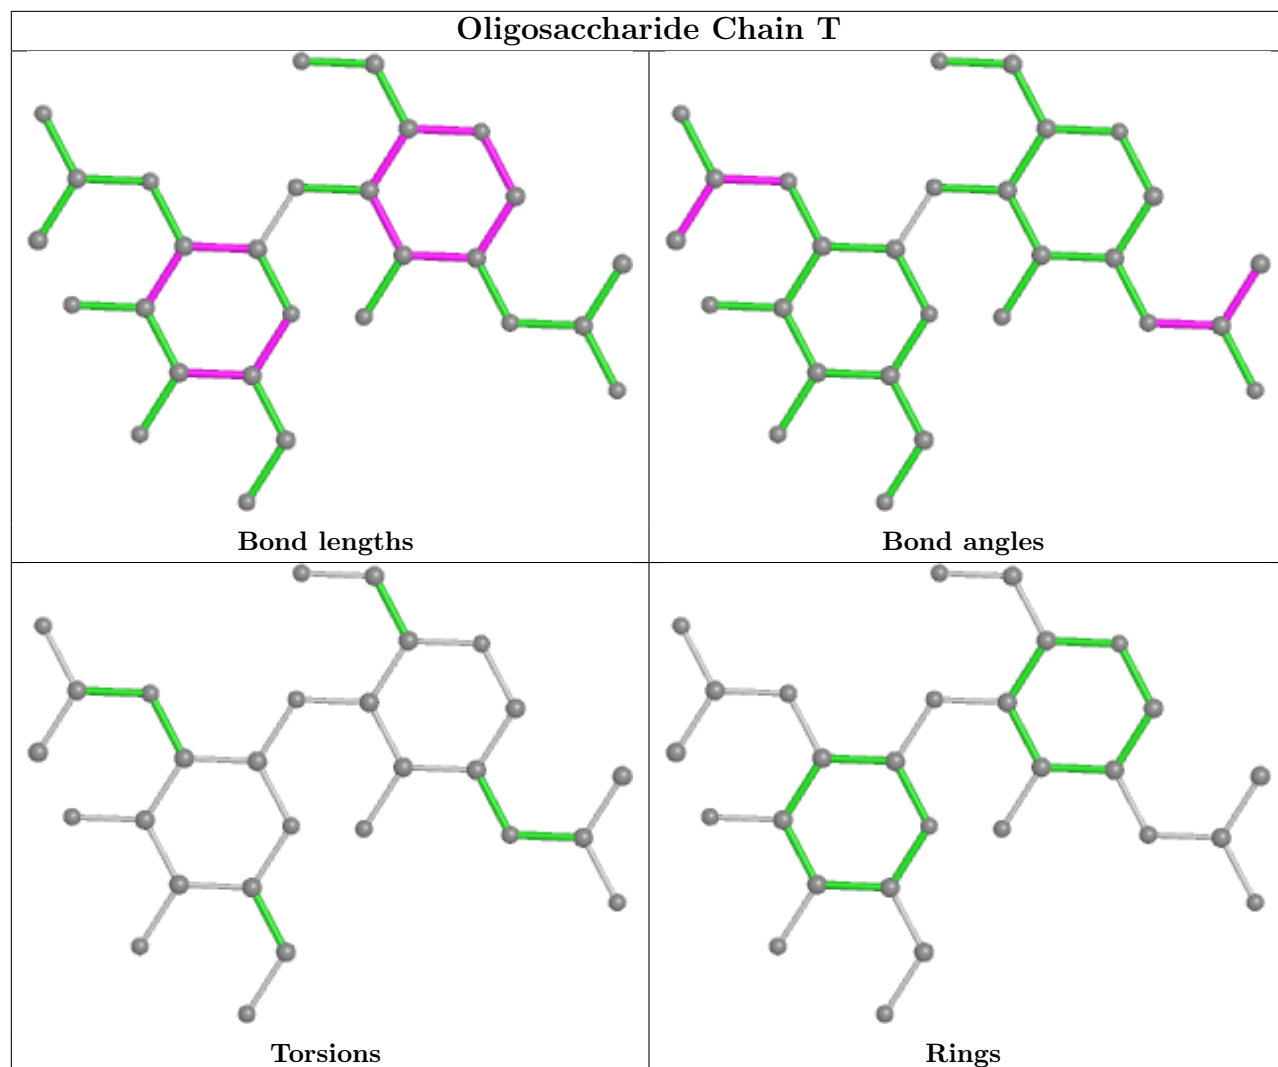 Oligosaccharide Chain T
Bond lengths
Bond angles
Torsions
Rings